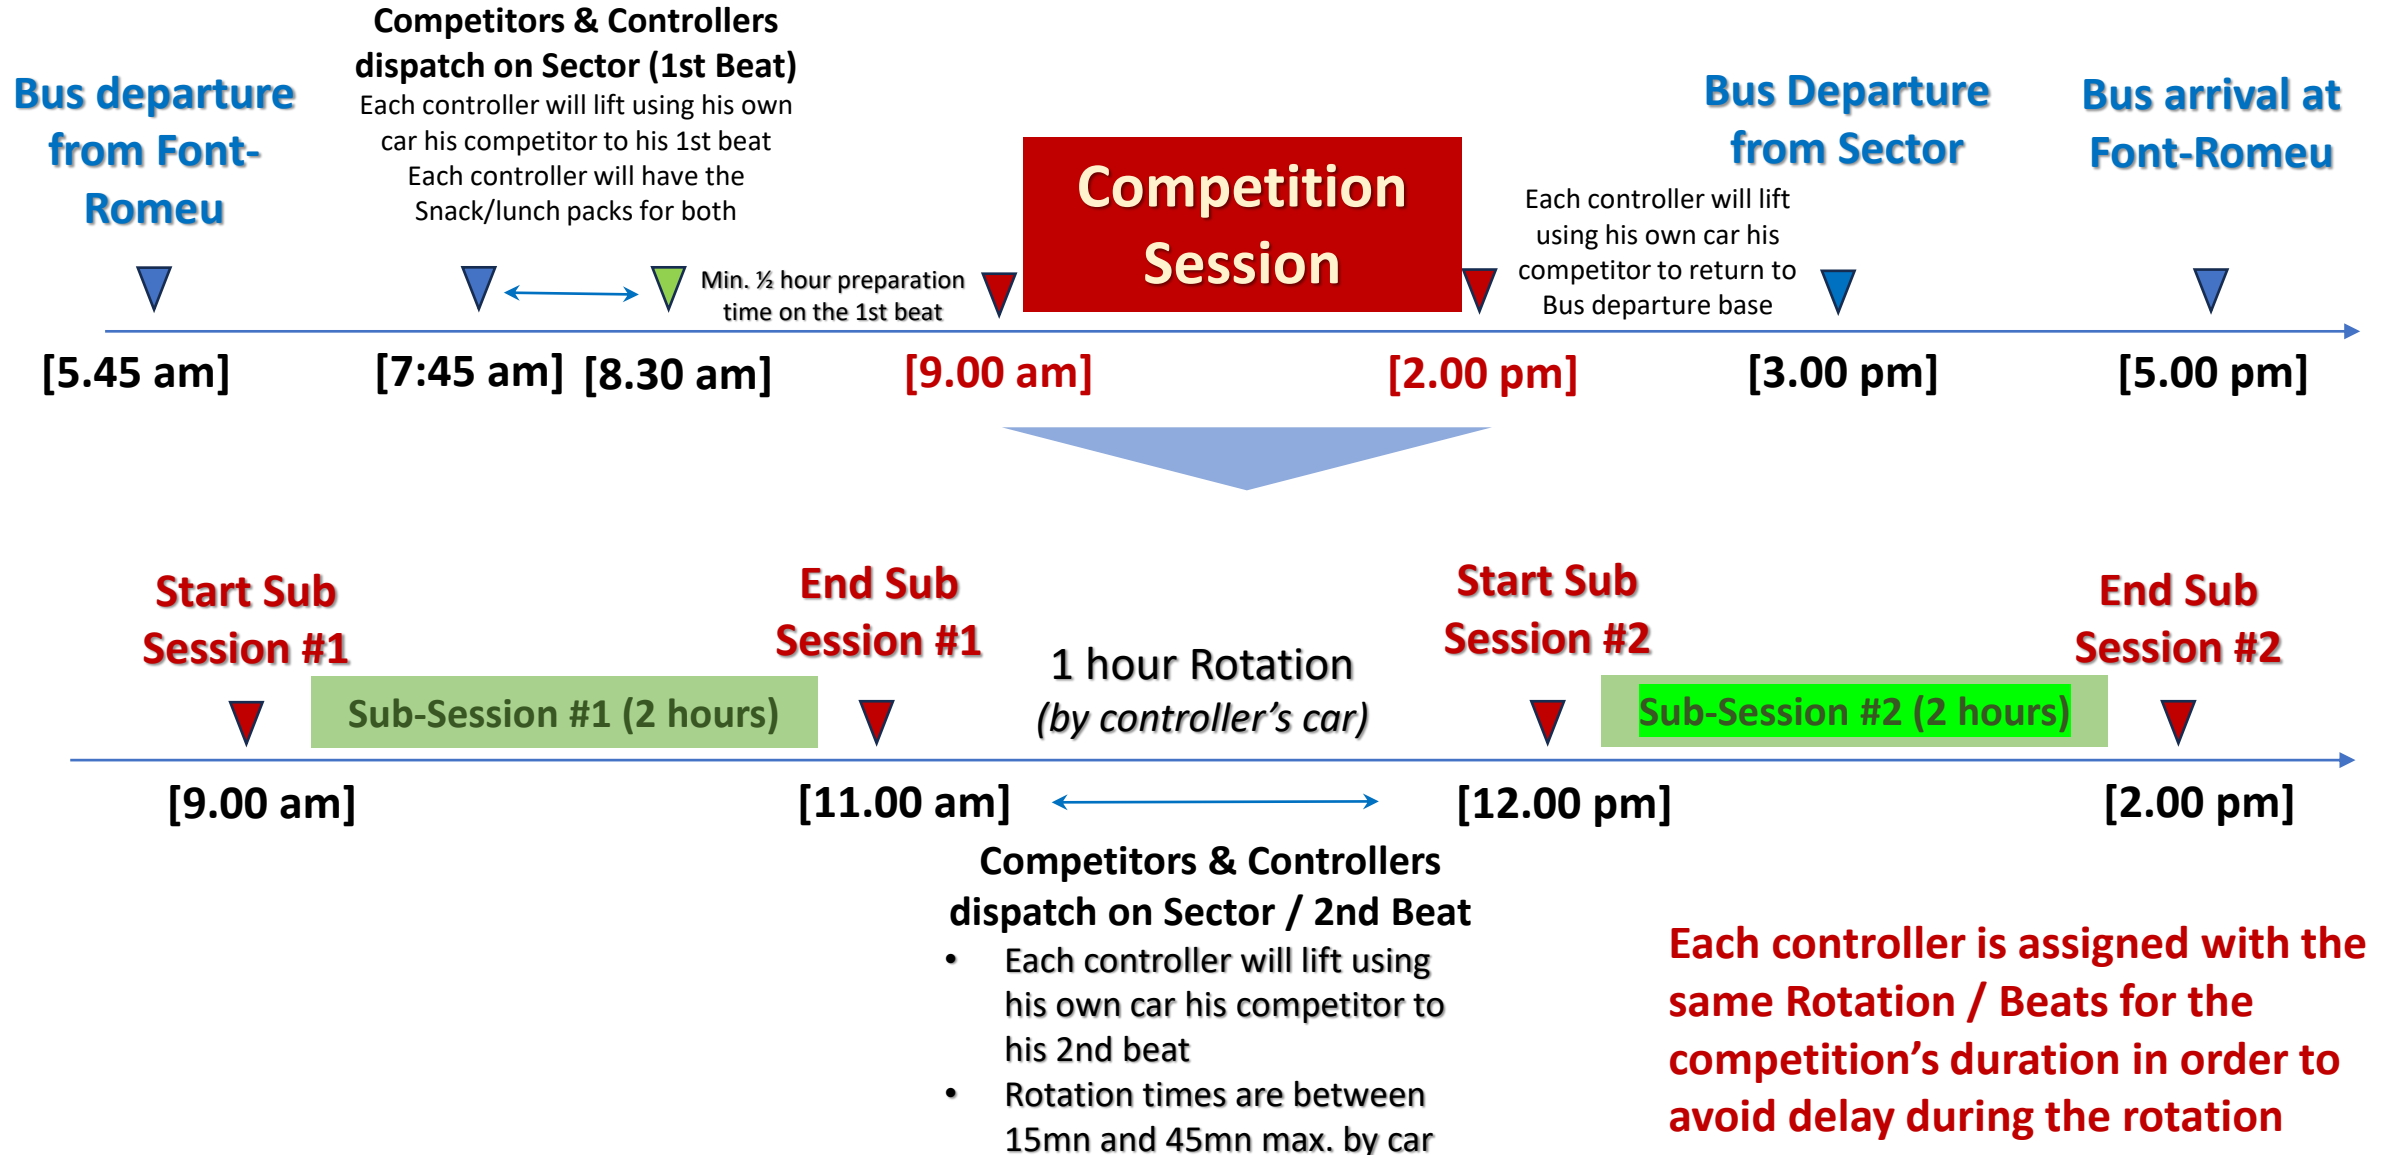 Competitors & Controllers
dispatch on Sector (1st Beat)
Each controller will lift using his own
car his competitor to his 1st beat
Each controller will have the
Snack/lunch packs for both
Bus departure
from Font-
Romeu
Min. ½ hour preparation
time on the 1st beat
Competition
Session
Each controller will lift
using his own car his
competitor to return to
Bus departure base
Bus Departure
from Sector
Bus arrival at
Font-Romeu
[5.45 am]
[7:45 am]
[8.30 am]
[9.00 am]
[2.00 pm]
[3.00 pm]
[5.00 pm]
Start Sub
Session #1
Sub-Session #1 (2 hours)
End Sub
Session #1
1 hour Rotation
(by controller’s car)
Start Sub
Session #2
Sub-Session #2 (2 hours)
End Sub
Session #2
[9.00 am]
[11.00 am]
[12.00 pm]
[2.00 pm]
Competitors & Controllers
dispatch on Sector / 2nd Beat
• Each controller will lift using
his own car his competitor to
his 2nd beat
• Rotation times are between
15mn and 45mn max. by car
Each controller is assigned with the
same Rotation / Beats for the
competition’s duration in order to
avoid delay during the rotation